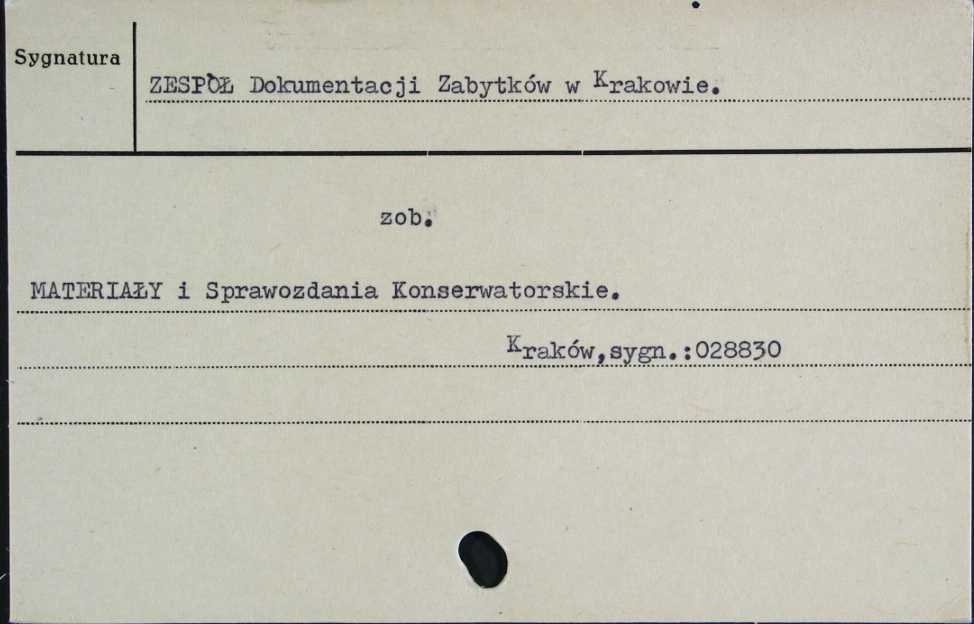 Sygnatura
ZESPÓŁ Dokumentacji Zabytków w Krakowie.
zob.
MATERIAŁY i Sprawozdania Konserwatorskie.
Kraków,sygn.:028830